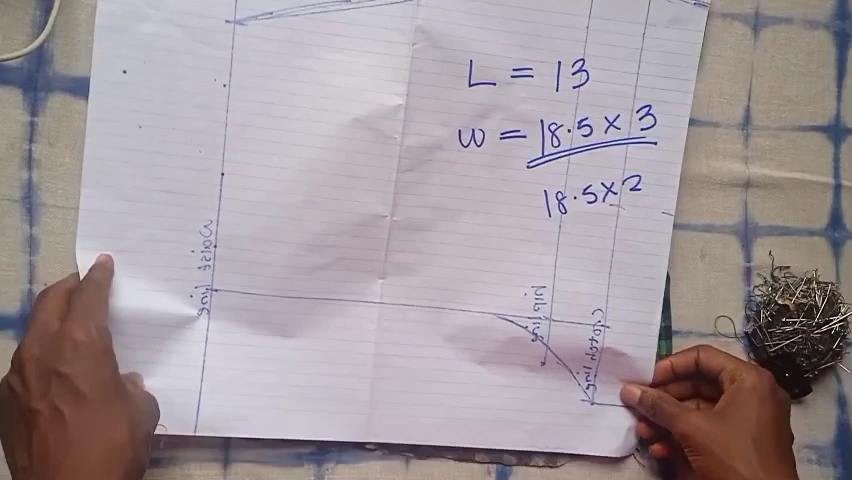 L = 13
W = 18.5 x 3
18.5 x 2
Waist line
hip line
Crotch line